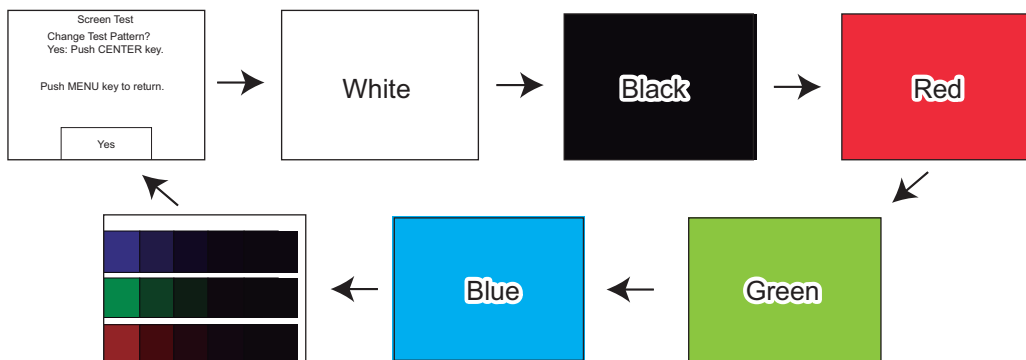 Screen Test
Change Test Pattern?
Yes: Push CENTER key.
Push MENU key to return.
Yes
White
Black
Red
Green
Blue